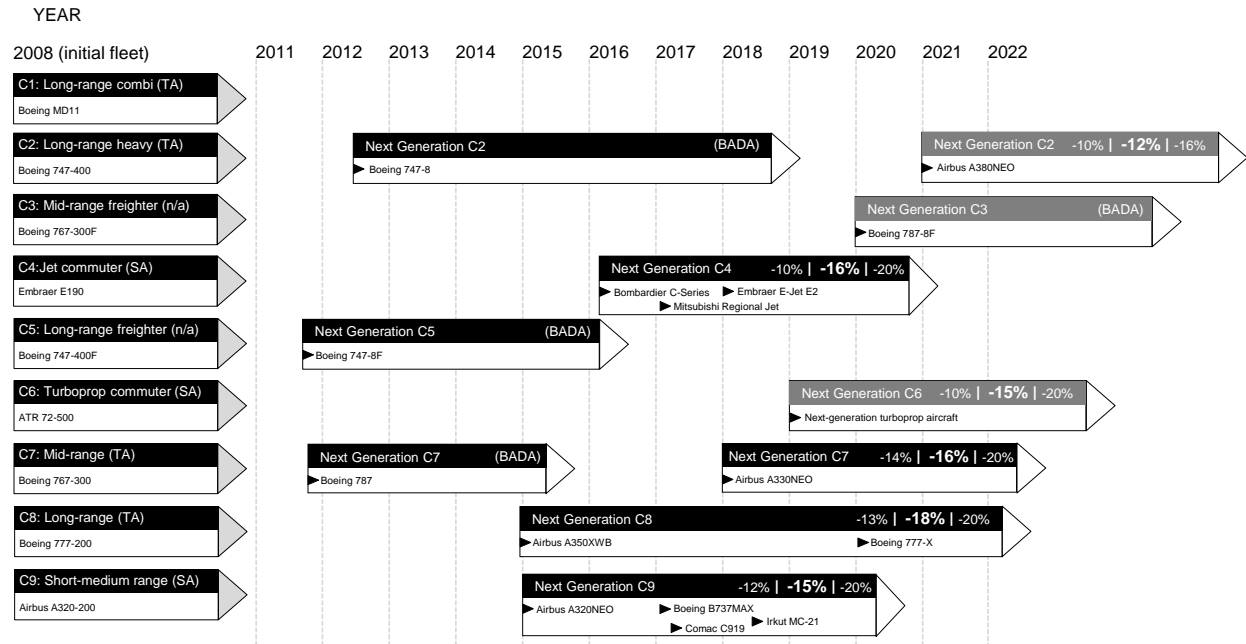 YEAR
2008 (initial fleet) 2011 2012 2013 2014 2015 2016 2017 2018 2019 2020 2021 2022
C1: Long-range combi (TA)
Boeing MD11
C2: Long-range heavy (TA)
Boeing 747-400
Next Generation C2 (BADA)
Boeing 747-8
Next Generation C2 -10% | -12% | -16%
Airbus A380NEO
C3: Mid-range freighter (n/a)
Boeing 767-300F
Next Generation C3 (BADA)
Boeing 787-8F
C4:Jet commuter (SA)
Embraer E190
Next Generation C4 -10% | -16% | -20%
Bombardier C-Series Embraer E-Jet E2
Mitsubishi Regional Jet
C5: Long-range freighter (n/a)
Boeing 747-400F
Next Generation C5 (BADA)
Boeing 747-8F
C6: Turboprop commuter (SA)
ATR 72-500
Next Generation C6 -10% | -15% | -20%
Next-generation turboprop aircraft
C7: Mid-range (TA)
Boeing 767-300
Next Generation C7 (BADA)
Boeing 787
Next Generation C7 -14% | -16% | -20%
Airbus A330NEO
C8: Long-range (TA)
Boeing 777-200
Next Generation C8 -13% | -18% | -20%
Airbus A350XWB Boeing 777-X
C9: Short-medium range (SA)
Airbus A320-200
Next Generation C9 -12% | -15% | -20%
Airbus A320NEO Boeing B737MAX
Irkut MC-21
Comac C919